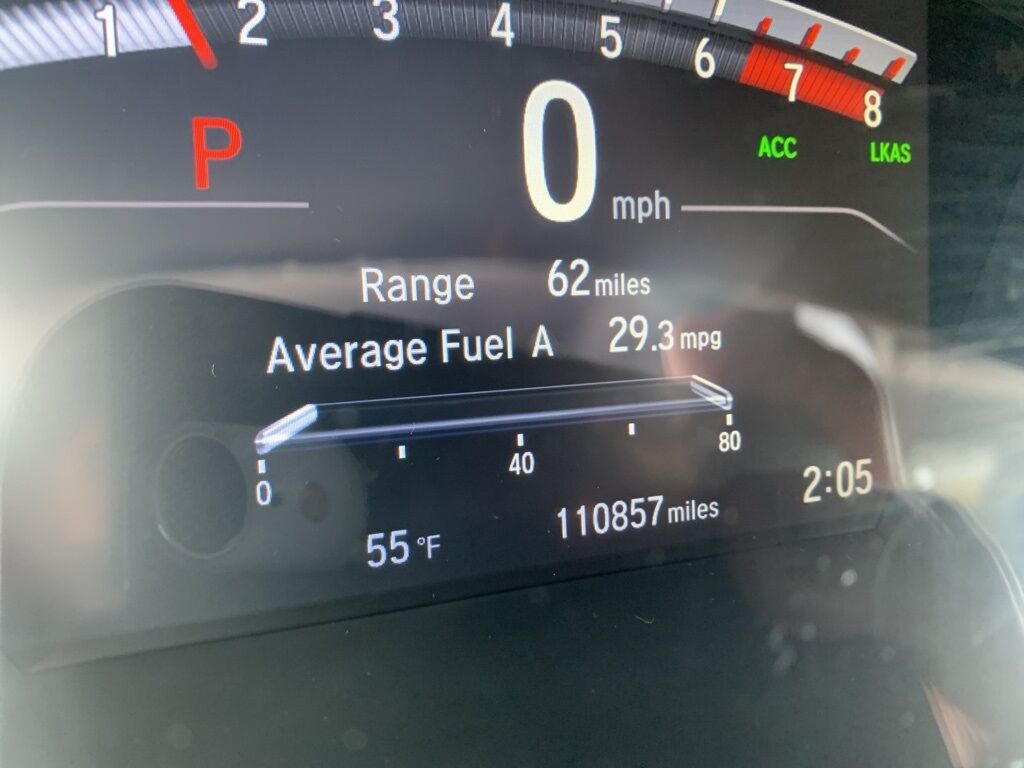 1 2 3 4 5 6 7 8
P 0 mph ACC LKAS
Range 62 miles
Average Fuel A 29.3 mpg
0 40 80
55 °F 110857 miles 2:05